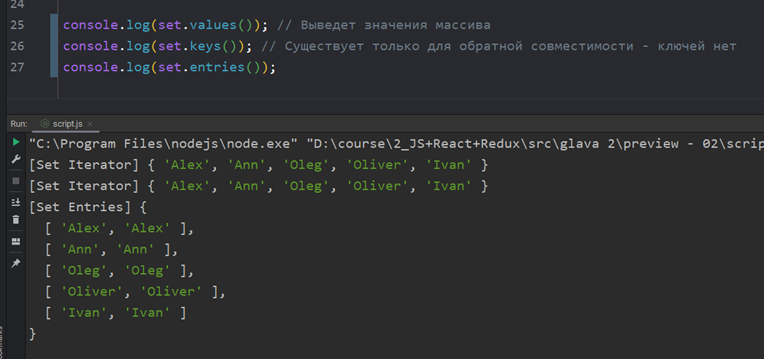 24
25 console.log(set.values()); // Выведет значения массива
26 console.log(set.keys()); // Существует только для обратной совместимости - ключей нет
27 console.log(set.entries());
Run: script.js ×
"C:\Program Files\nodejs\node.exe" "D:\course\2_JS+React+Redux\src\glava 2\preview - 02\scrip
[Set Iterator] { 'Alex', 'Ann', 'Oleg', 'Oliver', 'Ivan' }
[Set Iterator] { 'Alex', 'Ann', 'Oleg', 'Oliver', 'Ivan' }
[Set Entries] {
[ 'Alex', 'Alex' ],
[ 'Ann', 'Ann' ],
[ 'Oleg', 'Oleg' ],
[ 'Oliver', 'Oliver' ],
[ 'Ivan', 'Ivan' ]
}